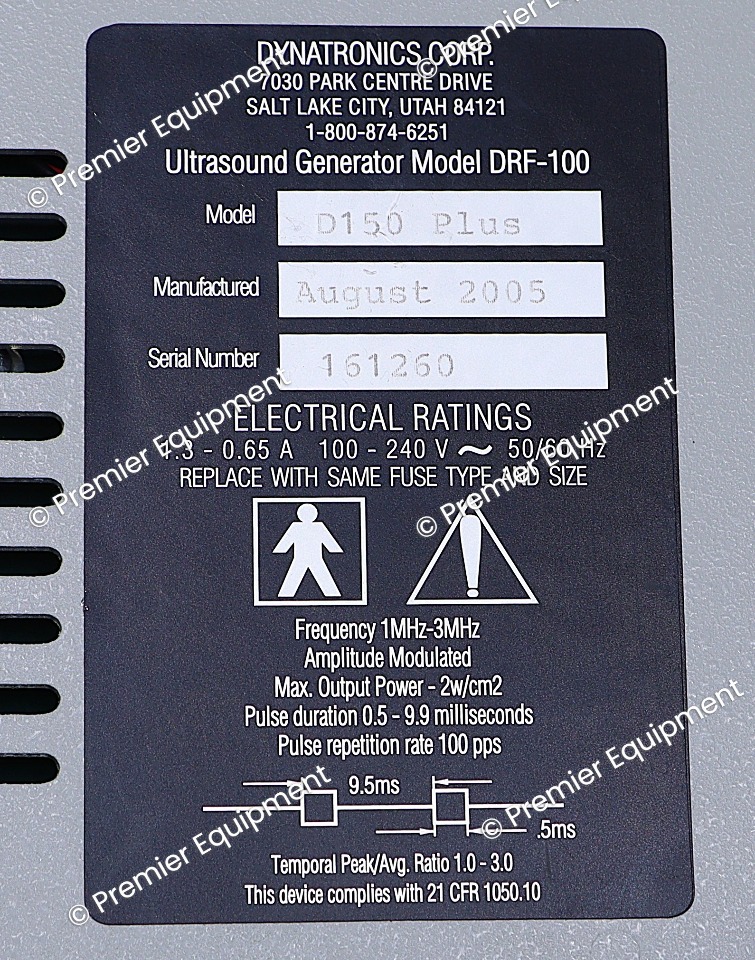 DYNATRONICS CORP.
7030 PARK CENTRE DRIVE
SALT LAKE CITY, UTAH 84121
1-800-874-6251
Ultrasound Generator Model DRF-100
Model D150 Plus
Manufactured August 2005
Serial Number 161260
ELECTRICAL RATINGS
- 0.65 A 100 - 240 V ~ 50/60Hz
REPLACE WITH SAME FUSE TYPE AND SIZE
Frequency 1MHz-3MHz
Amplitude Modulated
Max. Output Power - 2w/cm2
Pulse duration 0.5 - 9.9 milliseconds
Pulse repetition rate 100 pps
9.5ms
.5ms
Temporal Peak/Avg. Ratio 1.0 - 3.0
This device complies with 21 CFR 1050.10
© Premier Equipment
© Premier Equipment
© Premier Equipment
© Premier Equipment
© Premier Equipment
© Premier Equipment